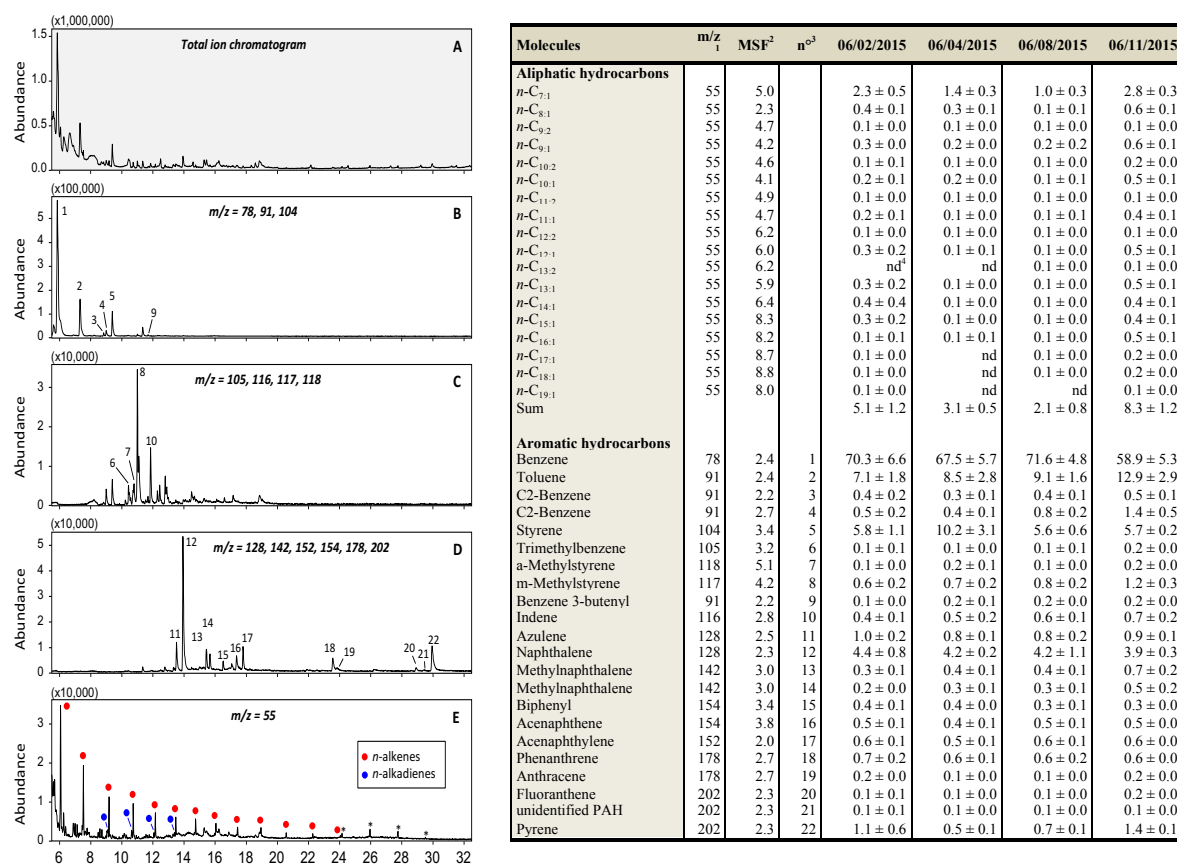 (x1,000,000)
Total ion chromatogram
A
Abundance
1.5
1.0
0.5
0.0
(x100,000)
m/z = 78, 91, 104
B
Abundance
5
4
3
2
1
0
1
2
3
4
5
9
(x10,000)
m/z = 105, 116, 117, 118
C
Abundance
3
2
1
0
6
7
8
10
(x10,000)
m/z = 128, 142, 152, 154, 178, 202
D
Abundance
5
4
3
2
1
0
11
12
13
14
15
16
17
18
19
20
21
22
(x10,000)
m/z = 55
E
Abundance
3
2
1
0
n-alkenes
n-alkadienes
* * * *
6 8 10 12 14 16 18 20 22 24 26 28 30 32
Molecules m/z 1 MSF2 n°3 06/02/2015 06/04/2015 06/08/2015 06/11/2015
Aliphatic hydrocarbons
n-C7:1 55 5.0 2.3 ± 0.5 1.4 ± 0.3 1.0 ± 0.3 2.8 ± 0.3
n-C8:1 55 2.3 0.4 ± 0.1 0.3 ± 0.1 0.1 ± 0.1 0.6 ± 0.1
n-C9:2 55 4.7 0.1 ± 0.0 0.1 ± 0.0 0.1 ± 0.0 0.1 ± 0.0
n-C9:1 55 4.2 0.3 ± 0.0 0.2 ± 0.0 0.2 ± 0.2 0.6 ± 0.1
n-C10:2 55 4.6 0.1 ± 0.1 0.1 ± 0.0 0.1 ± 0.0 0.2 ± 0.0
n-C10:1 55 4.1 0.2 ± 0.1 0.2 ± 0.0 0.1 ± 0.1 0.5 ± 0.1
n-C11:2 55 4.9 0.1 ± 0.0 0.1 ± 0.0 0.1 ± 0.0 0.1 ± 0.0
n-C11:1 55 4.7 0.2 ± 0.1 0.1 ± 0.0 0.1 ± 0.1 0.4 ± 0.1
n-C12:2 55 6.2 0.1 ± 0.0 0.1 ± 0.0 0.1 ± 0.0 0.1 ± 0.0
n-C12:1 55 6.0 0.3 ± 0.2 0.1 ± 0.1 0.1 ± 0.0 0.5 ± 0.1
n-C13:2 55 6.2 nd4 nd 0.1 ± 0.0 0.1 ± 0.0
n-C13:1 55 5.9 0.3 ± 0.2 0.1 ± 0.0 0.1 ± 0.0 0.5 ± 0.1
n-C14:1 55 6.4 0.4 ± 0.4 0.1 ± 0.0 0.1 ± 0.0 0.4 ± 0.1
n-C15:1 55 8.3 0.3 ± 0.2 0.1 ± 0.0 0.1 ± 0.0 0.4 ± 0.1
n-C16:1 55 8.2 0.1 ± 0.1 0.1 ± 0.1 0.1 ± 0.0 0.5 ± 0.1
n-C17:1 55 8.7 0.1 ± 0.0 nd 0.1 ± 0.0 0.2 ± 0.0
n-C18:1 55 8.8 0.1 ± 0.0 nd 0.1 ± 0.0 0.2 ± 0.0
n-C19:1 55 8.0 0.1 ± 0.0 nd nd 0.1 ± 0.0
Sum 5.1 ± 1.2 3.1 ± 0.5 2.1 ± 0.8 8.3 ± 1.2
Aromatic hydrocarbons
Benzene 78 2.4 1 70.3 ± 6.6 67.5 ± 5.7 71.6 ± 4.8 58.9 ± 5.3
Toluene 91 2.4 2 7.1 ± 1.8 8.5 ± 2.8 9.1 ± 1.6 12.9 ± 2.9
C2-Benzene 91 2.2 3 0.4 ± 0.2 0.3 ± 0.1 0.4 ± 0.1 0.5 ± 0.1
C2-Benzene 91 2.7 4 0.5 ± 0.2 0.4 ± 0.1 0.8 ± 0.2 1.4 ± 0.5
Styrene 104 3.4 5 5.8 ± 1.1 10.2 ± 3.1 5.6 ± 0.6 5.7 ± 0.2
Trimethylbenzene 105 3.2 6 0.1 ± 0.1 0.1 ± 0.0 0.1 ± 0.1 0.2 ± 0.0
a-Methylstyrene 118 5.1 7 0.1 ± 0.0 0.2 ± 0.1 0.1 ± 0.0 0.2 ± 0.0
m-Methylstyrene 117 4.2 8 0.6 ± 0.2 0.7 ± 0.2 0.8 ± 0.2 1.2 ± 0.3
Benzene 3-butenyl 91 2.2 9 0.1 ± 0.0 0.2 ± 0.1 0.2 ± 0.0 0.2 ± 0.0
Indene 116 2.8 10 0.4 ± 0.1 0.5 ± 0.2 0.6 ± 0.1 0.7 ± 0.2
Azulene 128 2.5 11 1.0 ± 0.2 0.8 ± 0.1 0.8 ± 0.2 0.9 ± 0.1
Naphthalene 128 2.3 12 4.4 ± 0.8 4.2 ± 0.2 4.2 ± 1.1 3.9 ± 0.3
Methylnaphthalene 142 3.0 13 0.3 ± 0.1 0.4 ± 0.1 0.4 ± 0.1 0.7 ± 0.2
Methylnaphthalene 142 3.0 14 0.2 ± 0.0 0.3 ± 0.1 0.3 ± 0.1 0.5 ± 0.2
Biphenyl 154 3.4 15 0.4 ± 0.1 0.4 ± 0.0 0.3 ± 0.1 0.3 ± 0.0
Acenaphthene 154 3.8 16 0.5 ± 0.1 0.4 ± 0.1 0.5 ± 0.1 0.5 ± 0.0
Acenaphthylene 152 2.0 17 0.6 ± 0.1 0.5 ± 0.1 0.6 ± 0.1 0.6 ± 0.0
Phenanthrene 178 2.7 18 0.7 ± 0.2 0.6 ± 0.1 0.6 ± 0.2 0.6 ± 0.0
Anthracene 178 2.7 19 0.2 ± 0.0 0.1 ± 0.0 0.1 ± 0.0 0.2 ± 0.0
Fluoranthene 202 2.3 20 0.1 ± 0.1 0.1 ± 0.0 0.1 ± 0.0 0.2 ± 0.0
unidentified PAH 202 2.3 21 0.1 ± 0.1 0.1 ± 0.0 0.1 ± 0.0 0.1 ± 0.0
Pyrene 202 2.3 22 1.1 ± 0.6 0.5 ± 0.1 0.7 ± 0.1 1.4 ± 0.1